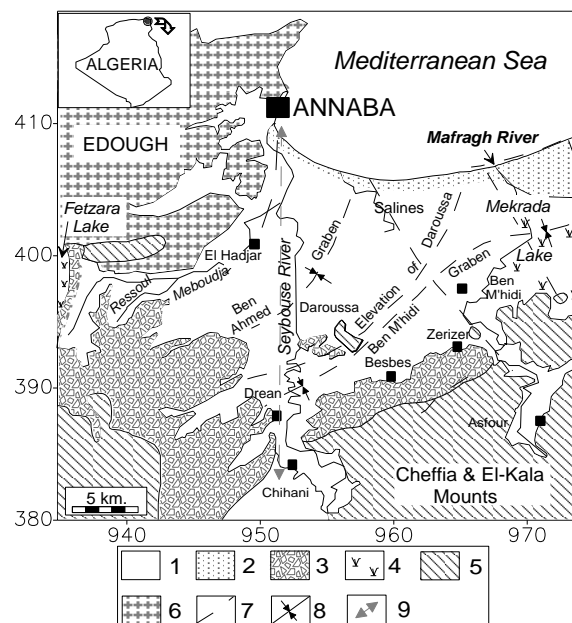 ALGERIA
Mediterranean Sea
ANNABA
410
EDOUGH
Mafragh River
Fetzara
Lake
Salines
Mekrada
Lake
400
El Hadjar
Graben
Elevation of Daroussa
Graben
Ben
M'hidi
Ressoul
Meboudja
Seybouse River
Ben
Ahmed
Daroussa
Ben M'hidi
Zerizer
390
Besbes
Drean
Asfour
Cheffia & El-Kala
Mounts
5 km.
Chihani
380
940 950 960 970
1 2 3 4 5
6 7 8 9